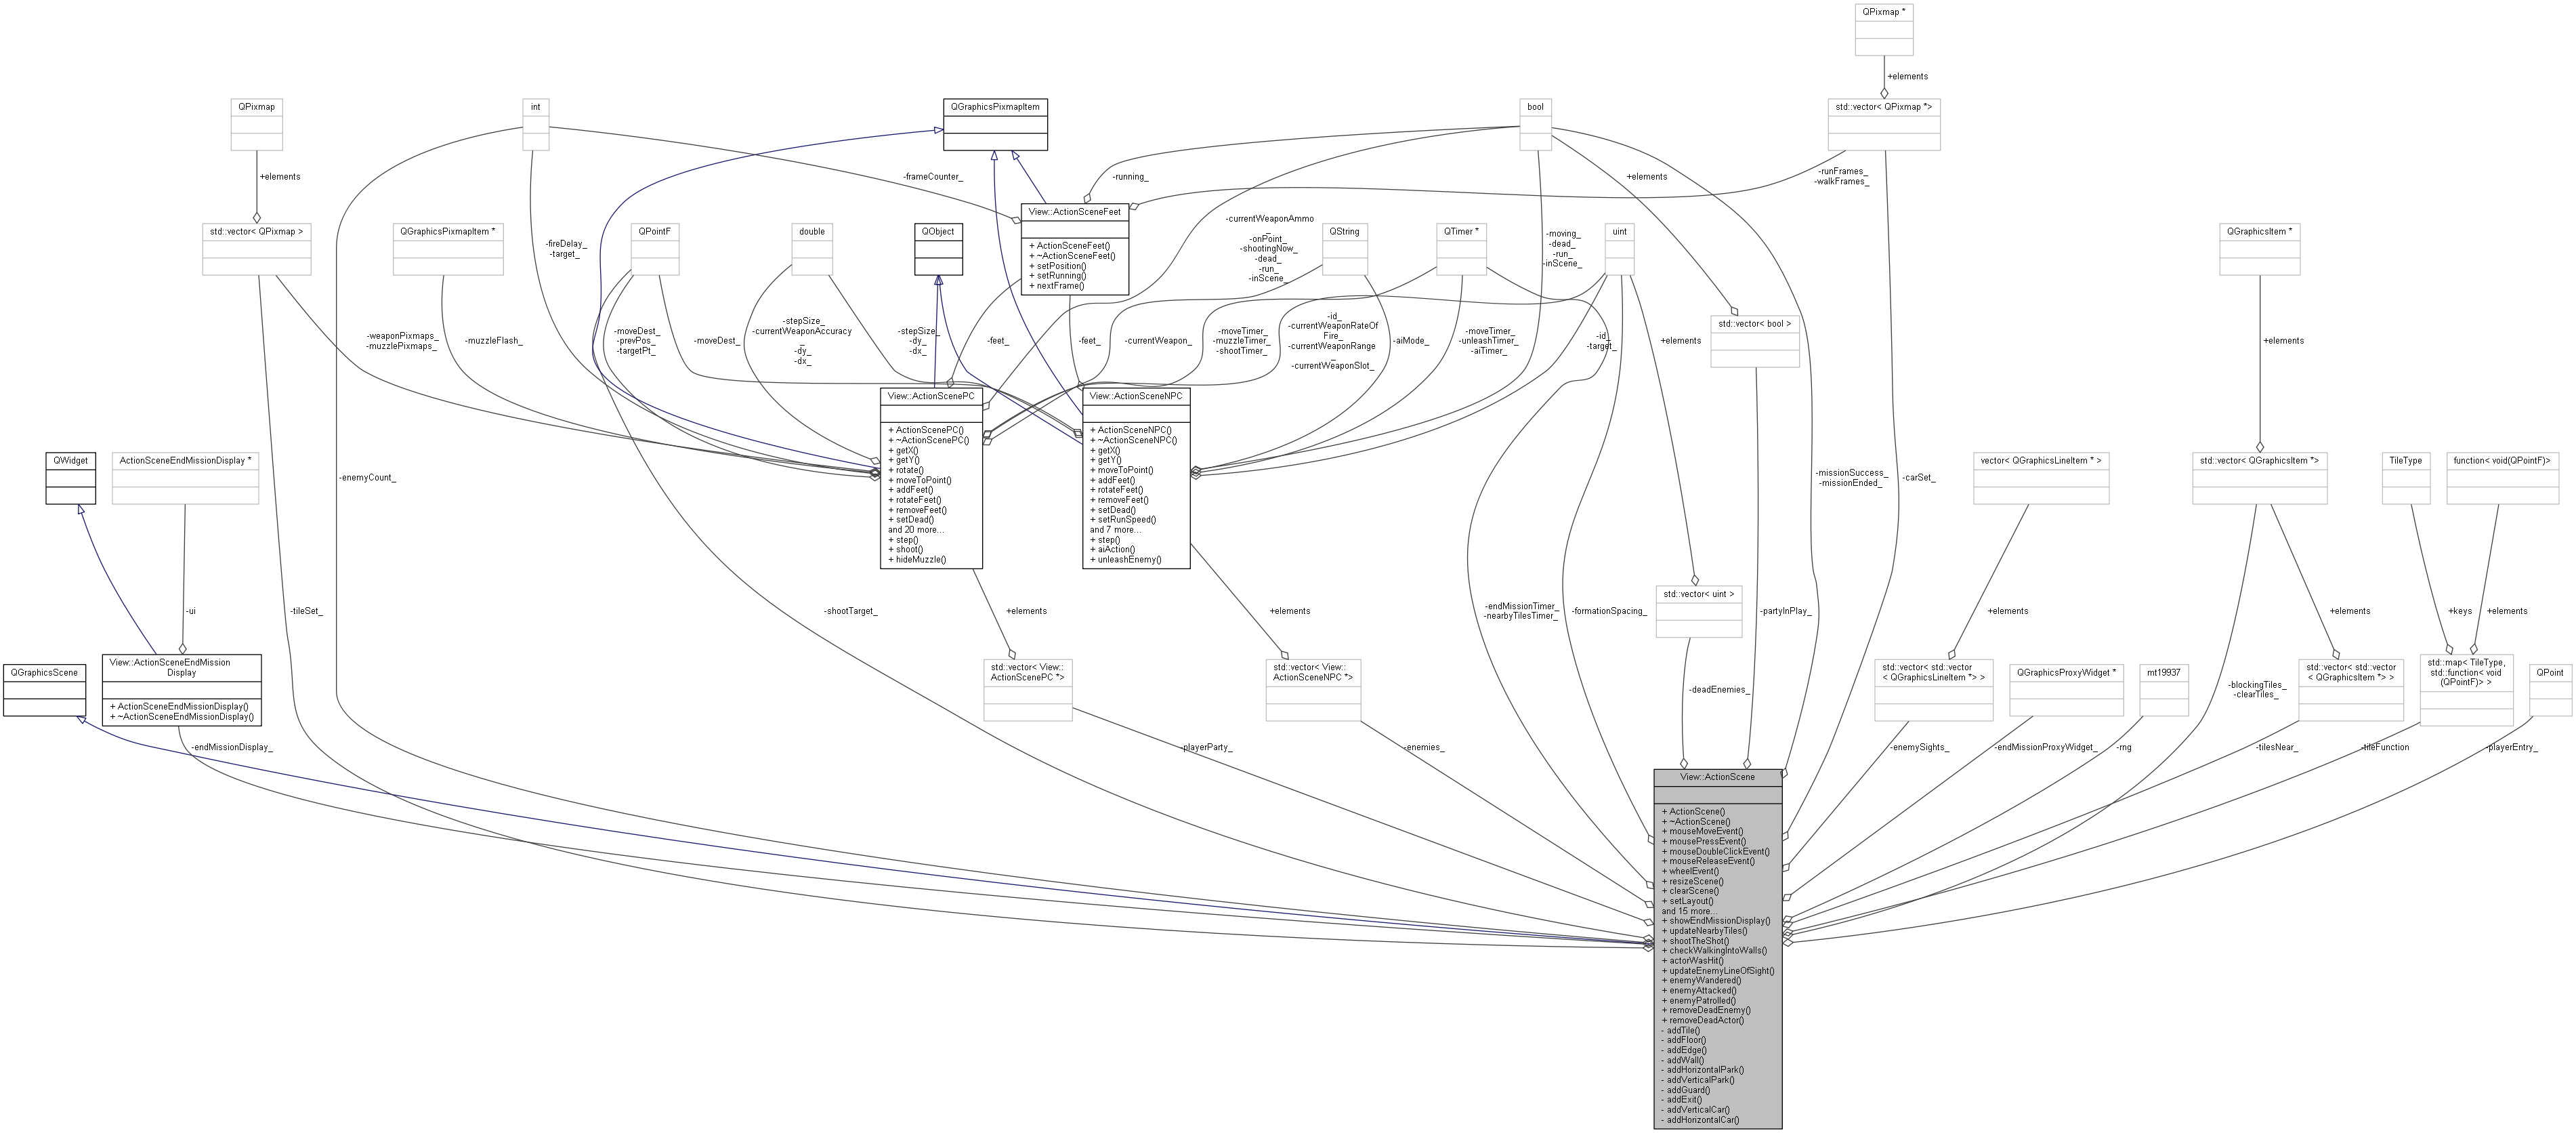 QPixmap *
+elements
QPixmap
int
QGraphicsPixmapItem
bool
std::vector< QPixmap *>
+elements
-frameCounter_
-running_
+elements
-runFrames_
-walkFrames_
std::vector< QPixmap >
QGraphicsPixmapItem *
-fireDelay_
-target_
QPointF
double
QObject
View::ActionSceneFeet
+ ActionSceneFeet()
+ ~ActionSceneFeet()
+ setPosition()
+ setRunning()
+ nextFrame()
-currentWeaponAmmo
_
-onPoint_
-shootingNow_
-dead_
-run_
-inScene_
QString
QTimer *
-moving_
-dead_
-run_
-inScene_
uint
QGraphicsItem *
std::vector< bool >
-weaponPixmaps_
-muzzlePixmaps_
-muzzleFlash_
-moveDest_
-prevPos_
-targetPt_
-moveDest_
-stepSize_
-currentWeaponAccuracy
_
-dy_
-dx_
-stepSize_
-dy_
-dx_
-feet_
-feet_
-currentWeapon_
-moveTimer_
-muzzleTimer_
-shootTimer_
-id_
-currentWeaponRateOf
Fire_
-currentWeaponRange
_
-currentWeaponSlot_
-aiMode_
-moveTimer_
-unleashTimer_
-aiTimer_
-id_
-target_
+elements
+elements
View::ActionScenePC
+ ActionScenePC()
+ ~ActionScenePC()
+ getX()
+ getY()
+ rotate()
+ moveToPoint()
+ addFeet()
+ rotateFeet()
+ removeFeet()
+ setDead()
and 20 more...
+ step()
+ shoot()
+ hideMuzzle()
View::ActionSceneNPC
+ ActionSceneNPC()
+ ~ActionSceneNPC()
+ getX()
+ getY()
+ moveToPoint()
+ addFeet()
+ rotateFeet()
+ removeFeet()
+ setDead()
+ setRunSpeed()
and 7 more...
+ step()
+ aiAction()
+ unleashEnemy()
QWidget
ActionSceneEndMissionDisplay *
-enemyCount_
-missionSuccess_
-missionEnded_
-carSet_
vector< QGraphicsLineItem * >
std::vector< QGraphicsItem *>
TileType
function< void(QPointF)>
-ui
-tileSet_
-shootTarget_
+elements
+elements
-endMissionTimer_
-nearbyTilesTimer_
-formationSpacing_
std::vector< uint >
-partyInPlay_
+elements
+elements
+keys
+elements
QGraphicsScene
View::ActionSceneEndMission
Display
+ ActionSceneEndMissionDisplay()
+ ~ActionSceneEndMissionDisplay()
std::vector< View::
ActionScenePC *>
std::vector< View::
ActionSceneNPC *>
-deadEnemies_
std::vector< std::vector
< QGraphicsLineItem *> >
QGraphicsProxyWidget *
mt19937
-blockingTiles_
-clearTiles_
std::vector< std::vector
< QGraphicsItem *> >
std::map< TileType,
std::function< void
(QPointF)> >
QPoint
-endMissionDisplay_
-playerParty_
-enemies_
-enemySights_
-endMissionProxyWidget_
-rng
-tilesNear_
-tileFunction
-playerEntry_
View::ActionScene
+ ActionScene()
+ ~ActionScene()
+ mouseMoveEvent()
+ mousePressEvent()
+ mouseDoubleClickEvent()
+ mouseReleaseEvent()
+ wheelEvent()
+ resizeScene()
+ clearScene()
+ setLayout()
and 15 more...
+ showEndMissionDisplay()
+ updateNearbyTiles()
+ shootTheShot()
+ checkWalkingIntoWalls()
+ actorWasHit()
+ updateEnemyLineOfSight()
+ enemyWandered()
+ enemyAttacked()
+ enemyPatrolled()
+ removeDeadEnemy()
+ removeDeadActor()
- addTile()
- addFloor()
- addEdge()
- addWall()
- addHorizontalPark()
- addVerticalPark()
- addGuard()
- addExit()
- addVerticalCar()
- addHorizontalCar()